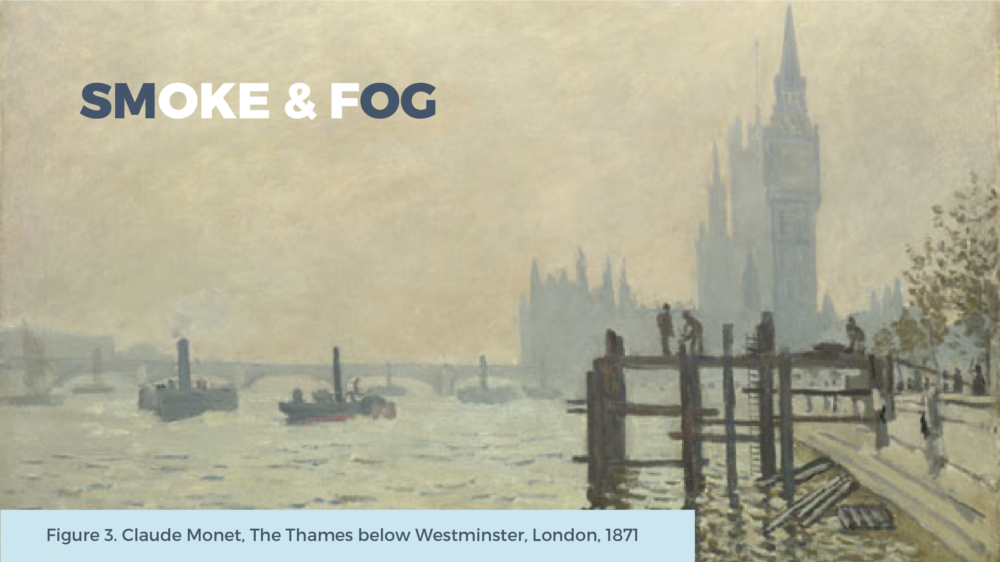 SMOKE & FOG
Figure 3. Claude Monet, The Thames below Westminster, London, 1871